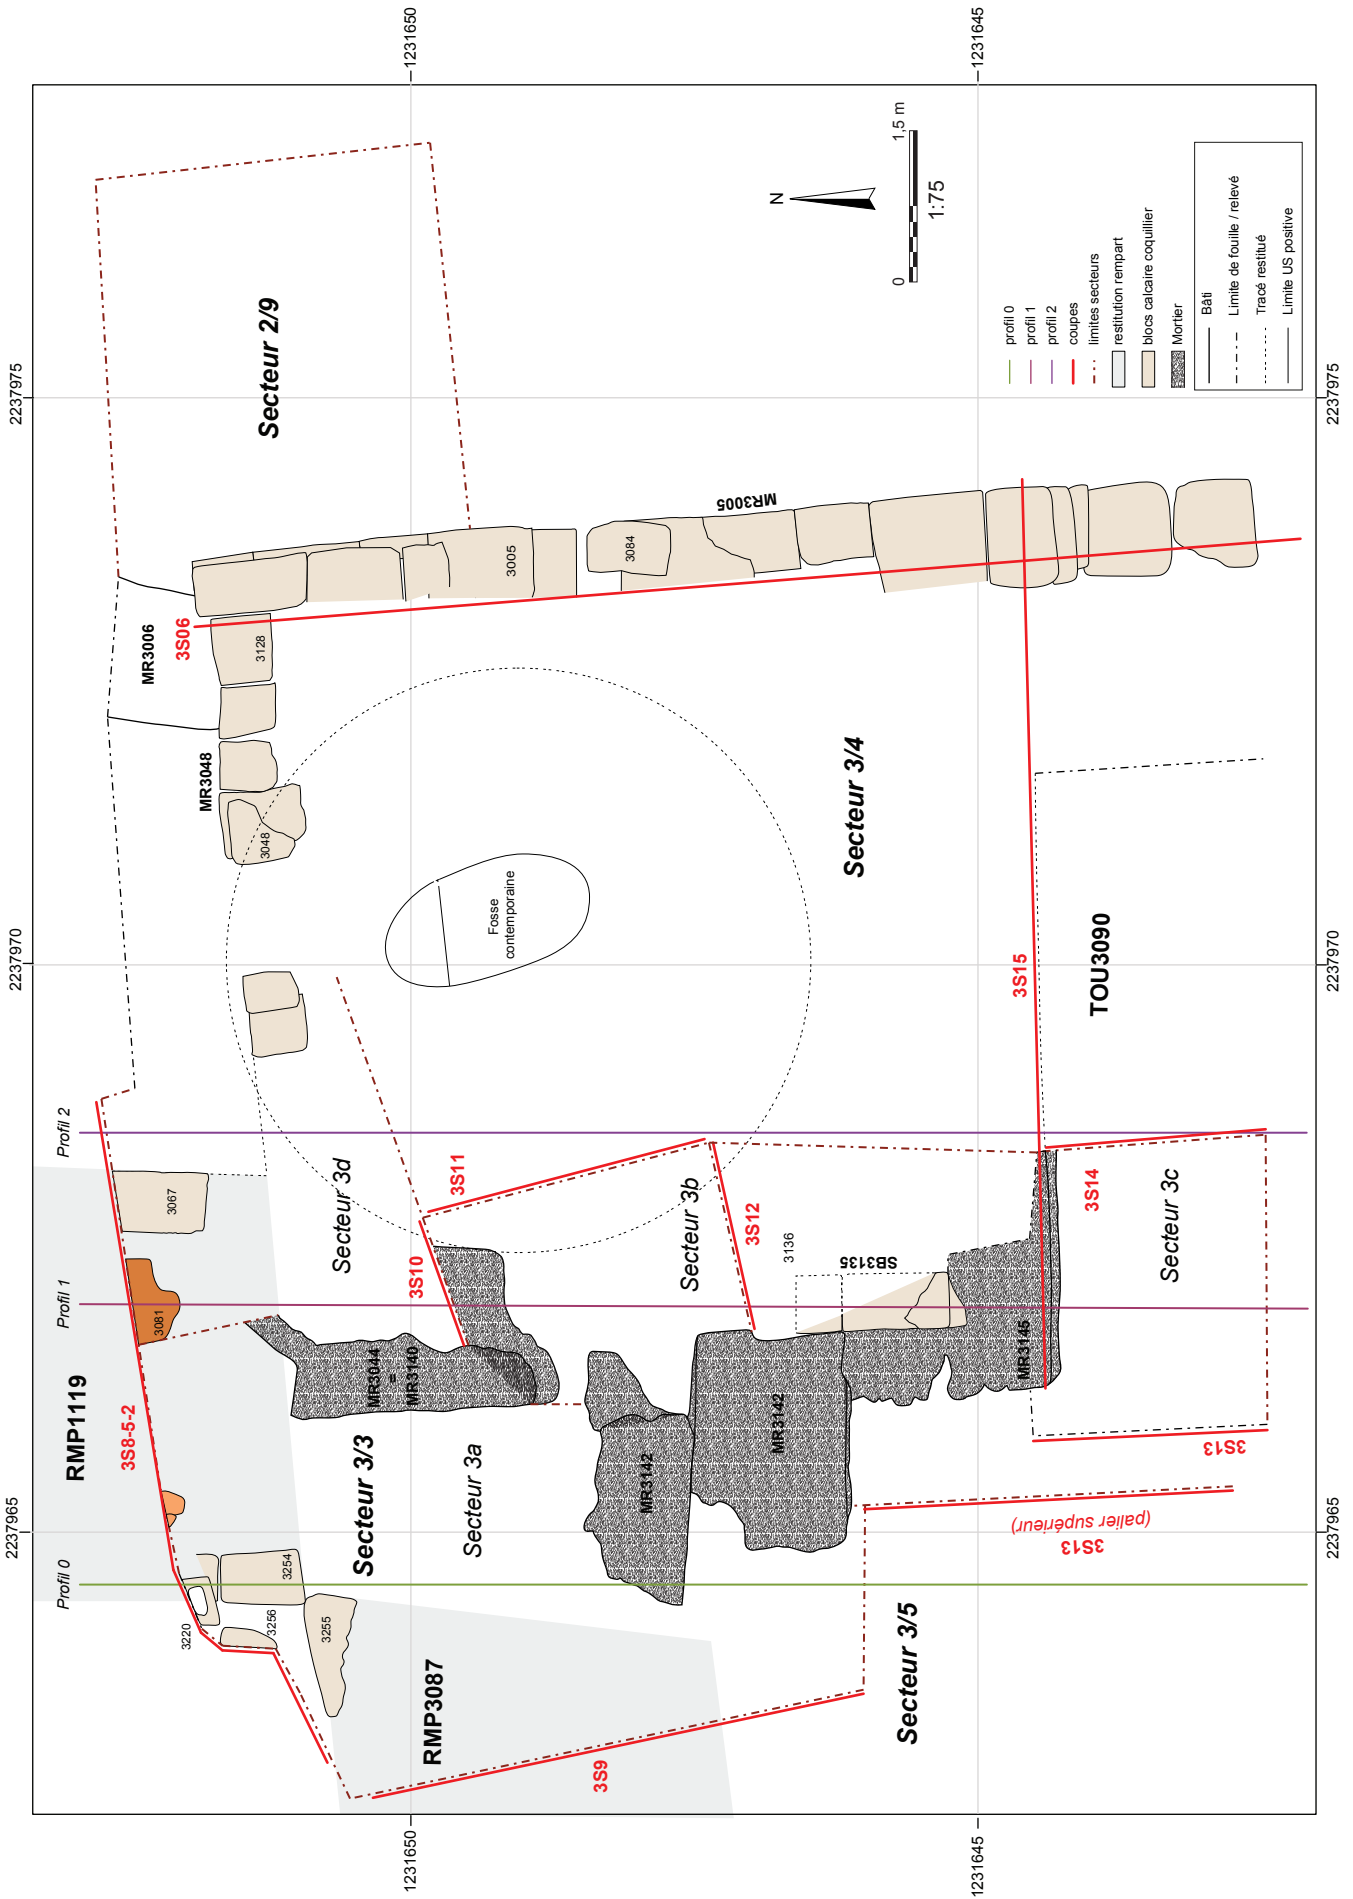 1231650
1231645
2237975
2237975
2237970
2237970
2237965
2237965
1231650
1231645
Secteur 2/9
MR3006
3S06
MR3048
3128
3048
3005
3084
MR3005
Fosse
contemporaine
Secteur 3/4
3S15
TOU3090
N
0
1,5 m
1:75
profil 0
profil 1
profil 2
coupes
limites secteurs
restitution rempart
blocs calcaire coquillier
Mortier
Bâti
Limite de fouille / relevé
Tracé restitué
Limite US positive
Profil 2
Profil 1
Profil 0
3067
3081
RMP1119
3S8-5-2
Secteur 3d
3S11
3S10
Secteur 3b
3S12
3136
SB3135
3S14
Secteur 3c
MR3044
=
MR3140
MR3145
MR3142
MR3142
Secteur 3/3
Secteur 3a
3S13
3S13
(palier supérieur)
3254
3256
3220
3255
RMP3087
3S9
Secteur 3/5